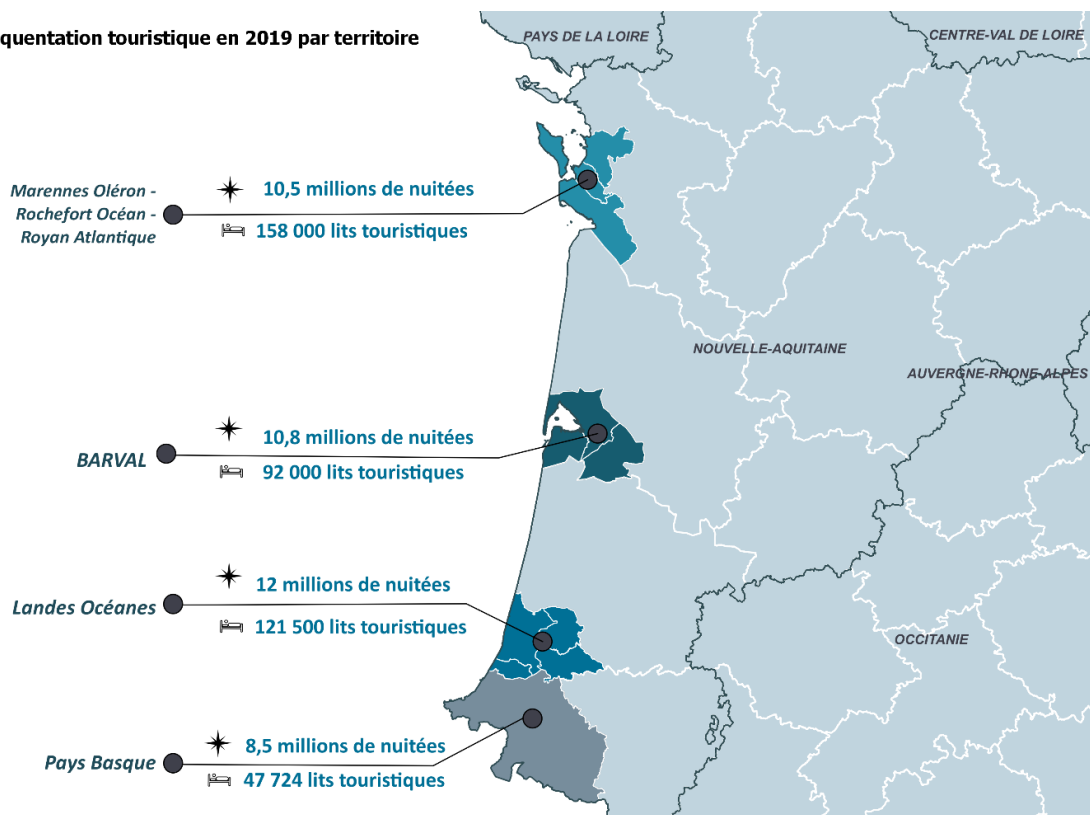 quentation touristique en 2019 par territoire
PAYS DE LA LOIRE
CENTRE-VAL DE LOIRE
Marennes Oléron -
Rochefort Océan -
Royan Atlantique
10,5 millions de nuitées
158 000 lits touristiques
NOUVELLE-AQUITAINE
AUVERGNE-RHONE-ALPES
BARVAL
10,8 millions de nuitées
92 000 lits touristiques
Landes Océanes
12 millions de nuitées
121 500 lits touristiques
OCCITANIE
Pays Basque
8,5 millions de nuitées
47 724 lits touristiques